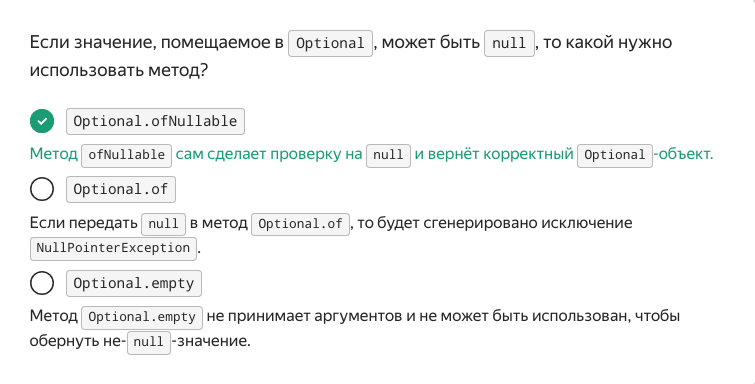 Если значение, помещаемое в Optional, может быть null, то какой нужно
использовать метод?
Optional.ofNullable
Метод ofNullable сам сделает проверку на null и вернёт корректный Optional-объект.
Optional.of
Если передать null в метод Optional.of, то будет сгенерировано исключение
NullPointerException.
Optional.empty
Метод Optional.empty не принимает аргументов и не может быть использован, чтобы
обернуть не-null-значение.